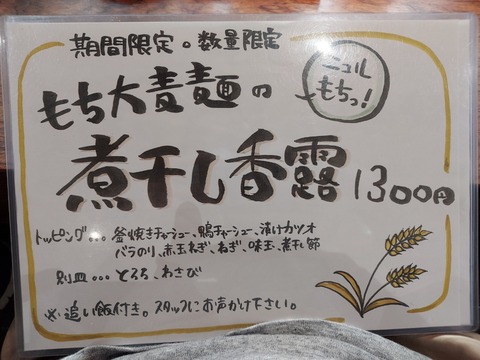 期間限定。数量限定
ニュル
もちっ!
もち大麦麺の
煮干し香露 1300円
トッピング... 釜焼きチャーシュー、鴨チャーシュー、漬けカツオ
バラのり、赤玉ねぎ、ねぎ、味玉、煮干し節
別皿... とろろ、わさび
※追い飯付き。スタッフにお声かけ下さい。